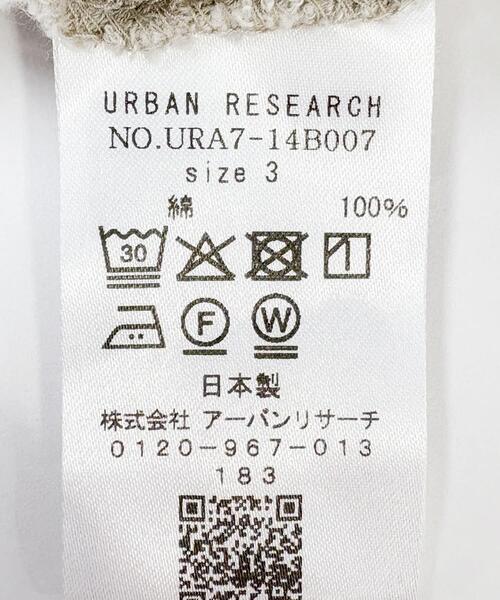 URBAN RESEARCH
NO.URA7-14B007
size 3
綿 100%
30
F W
日本製
株式会社 アーバンリサーチ
0120-967-013
183